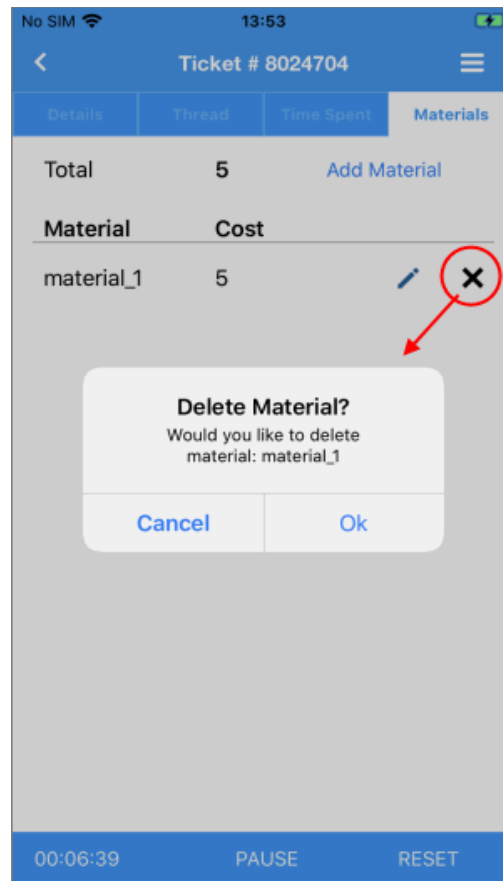 No SIM 13:53
Ticket # 8024704
Details Thread Time Spent Materials
Total 5 Add Material
Material Cost
material_1 5
Delete Material?
Would you like to delete
material: material_1
Cancel Ok
00:06:39 PAUSE RESET